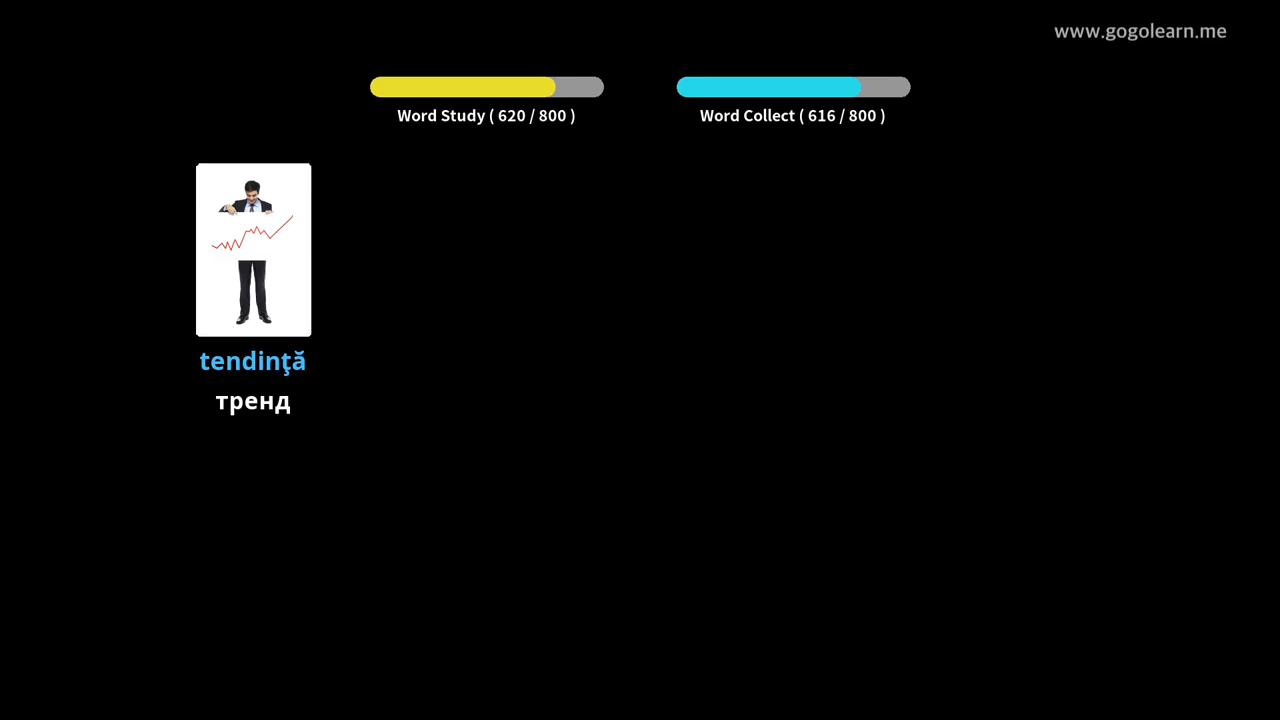 www.gogolearn.me
Word Study ( 620 / 800 )
Word Collect ( 616 / 800 )
tendinţă
тренд